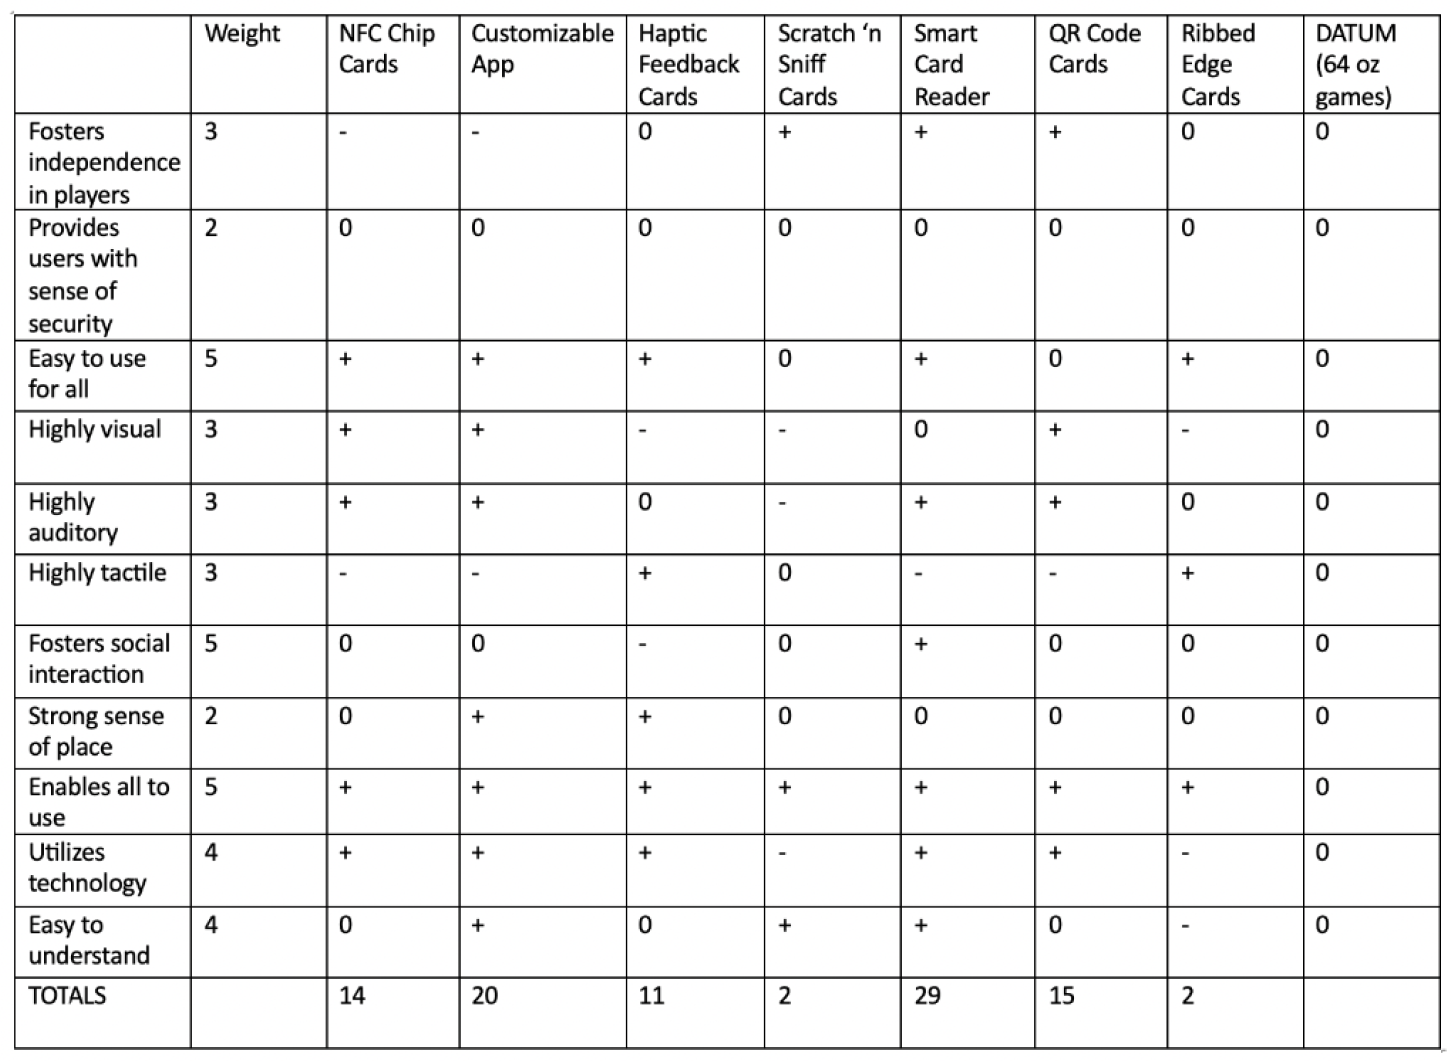 Weight NFC Chip Customizable Haptic Scratch ‘n Smart QR Code Ribbed DATUM
Cards App Feedback Sniff Card Cards Edge (64 oz
Cards Cards Reader Cards games)
Fosters 3 - - 0 + + + 0 0
independence
in players
Provides 2 0 0 0 0 0 0 0 0
users with
sense of
security
Easy to use 5 + + + 0 + 0 + 0
for all
Highly visual 3 + + - - 0 + - 0
Highly 3 + + 0 - + + 0 0
auditory
Highly tactile 3 - - + 0 - - + 0
Fosters social 5 0 0 - 0 + 0 0 0
interaction
Strong sense 2 0 + + 0 0 0 0 0
of place
Enables all to 5 + + + + + + + 0
use
Utilizes 4 + + + - + + - 0
technology
Easy to 4 0 + 0 + + 0 - 0
understand
TOTALS 14 20 11 2 29 15 2